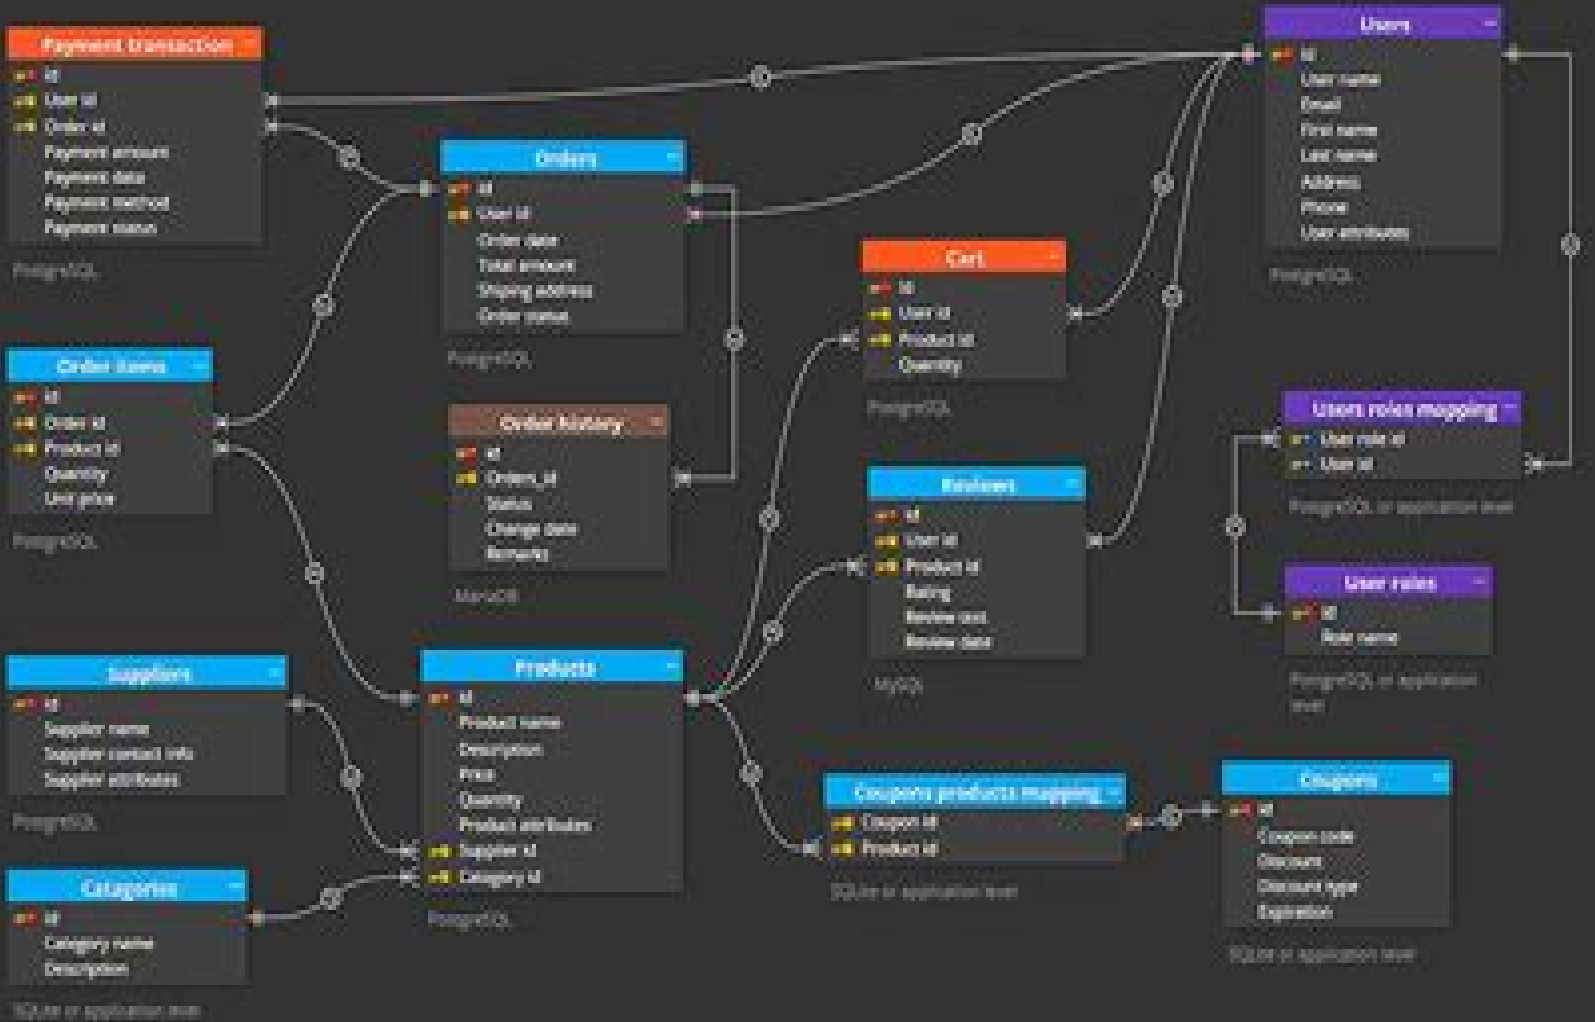 Payment transaction
id
User id
Order id
Payment amount
Payment data
Payment method
Payment status
PostgreSQL
Orders
id
User id
Order date
Total amount
Shiping address
Order status
PostgreSQL
Users
id
User name
Email
First name
Last name
Address
Phone
User attributes
PostgreSQL
Cart
id
User id
Product id
Quantity
PostgreSQL
Order items
id
Order id
Product id
Quantity
Unit price
PostgreSQL
Order history
id
Orders_id
Status
Change date
Remarks
MariaDB
Reviews
id
User id
Product id
Rating
Review text
Review date
MySQL
Users roles mapping
User role id
User id
PostgreSQL or application level
User roles
id
Role name
PostgreSQL or application
level
Suppliers
id
Supplier name
Supplier contact info
Supplier attributes
PostgreSQL
Products
id
Product name
Description
Price
Quantity
Product attributes
Supplier id
Category id
PostgreSQL
Coupons products mapping
Coupon id
Product id
SQLite or application level
Coupons
id
Coupon code
Discount
Discount type
Expiration
SQLite or application level
Catagories
id
Category name
Description
SQLite or application level